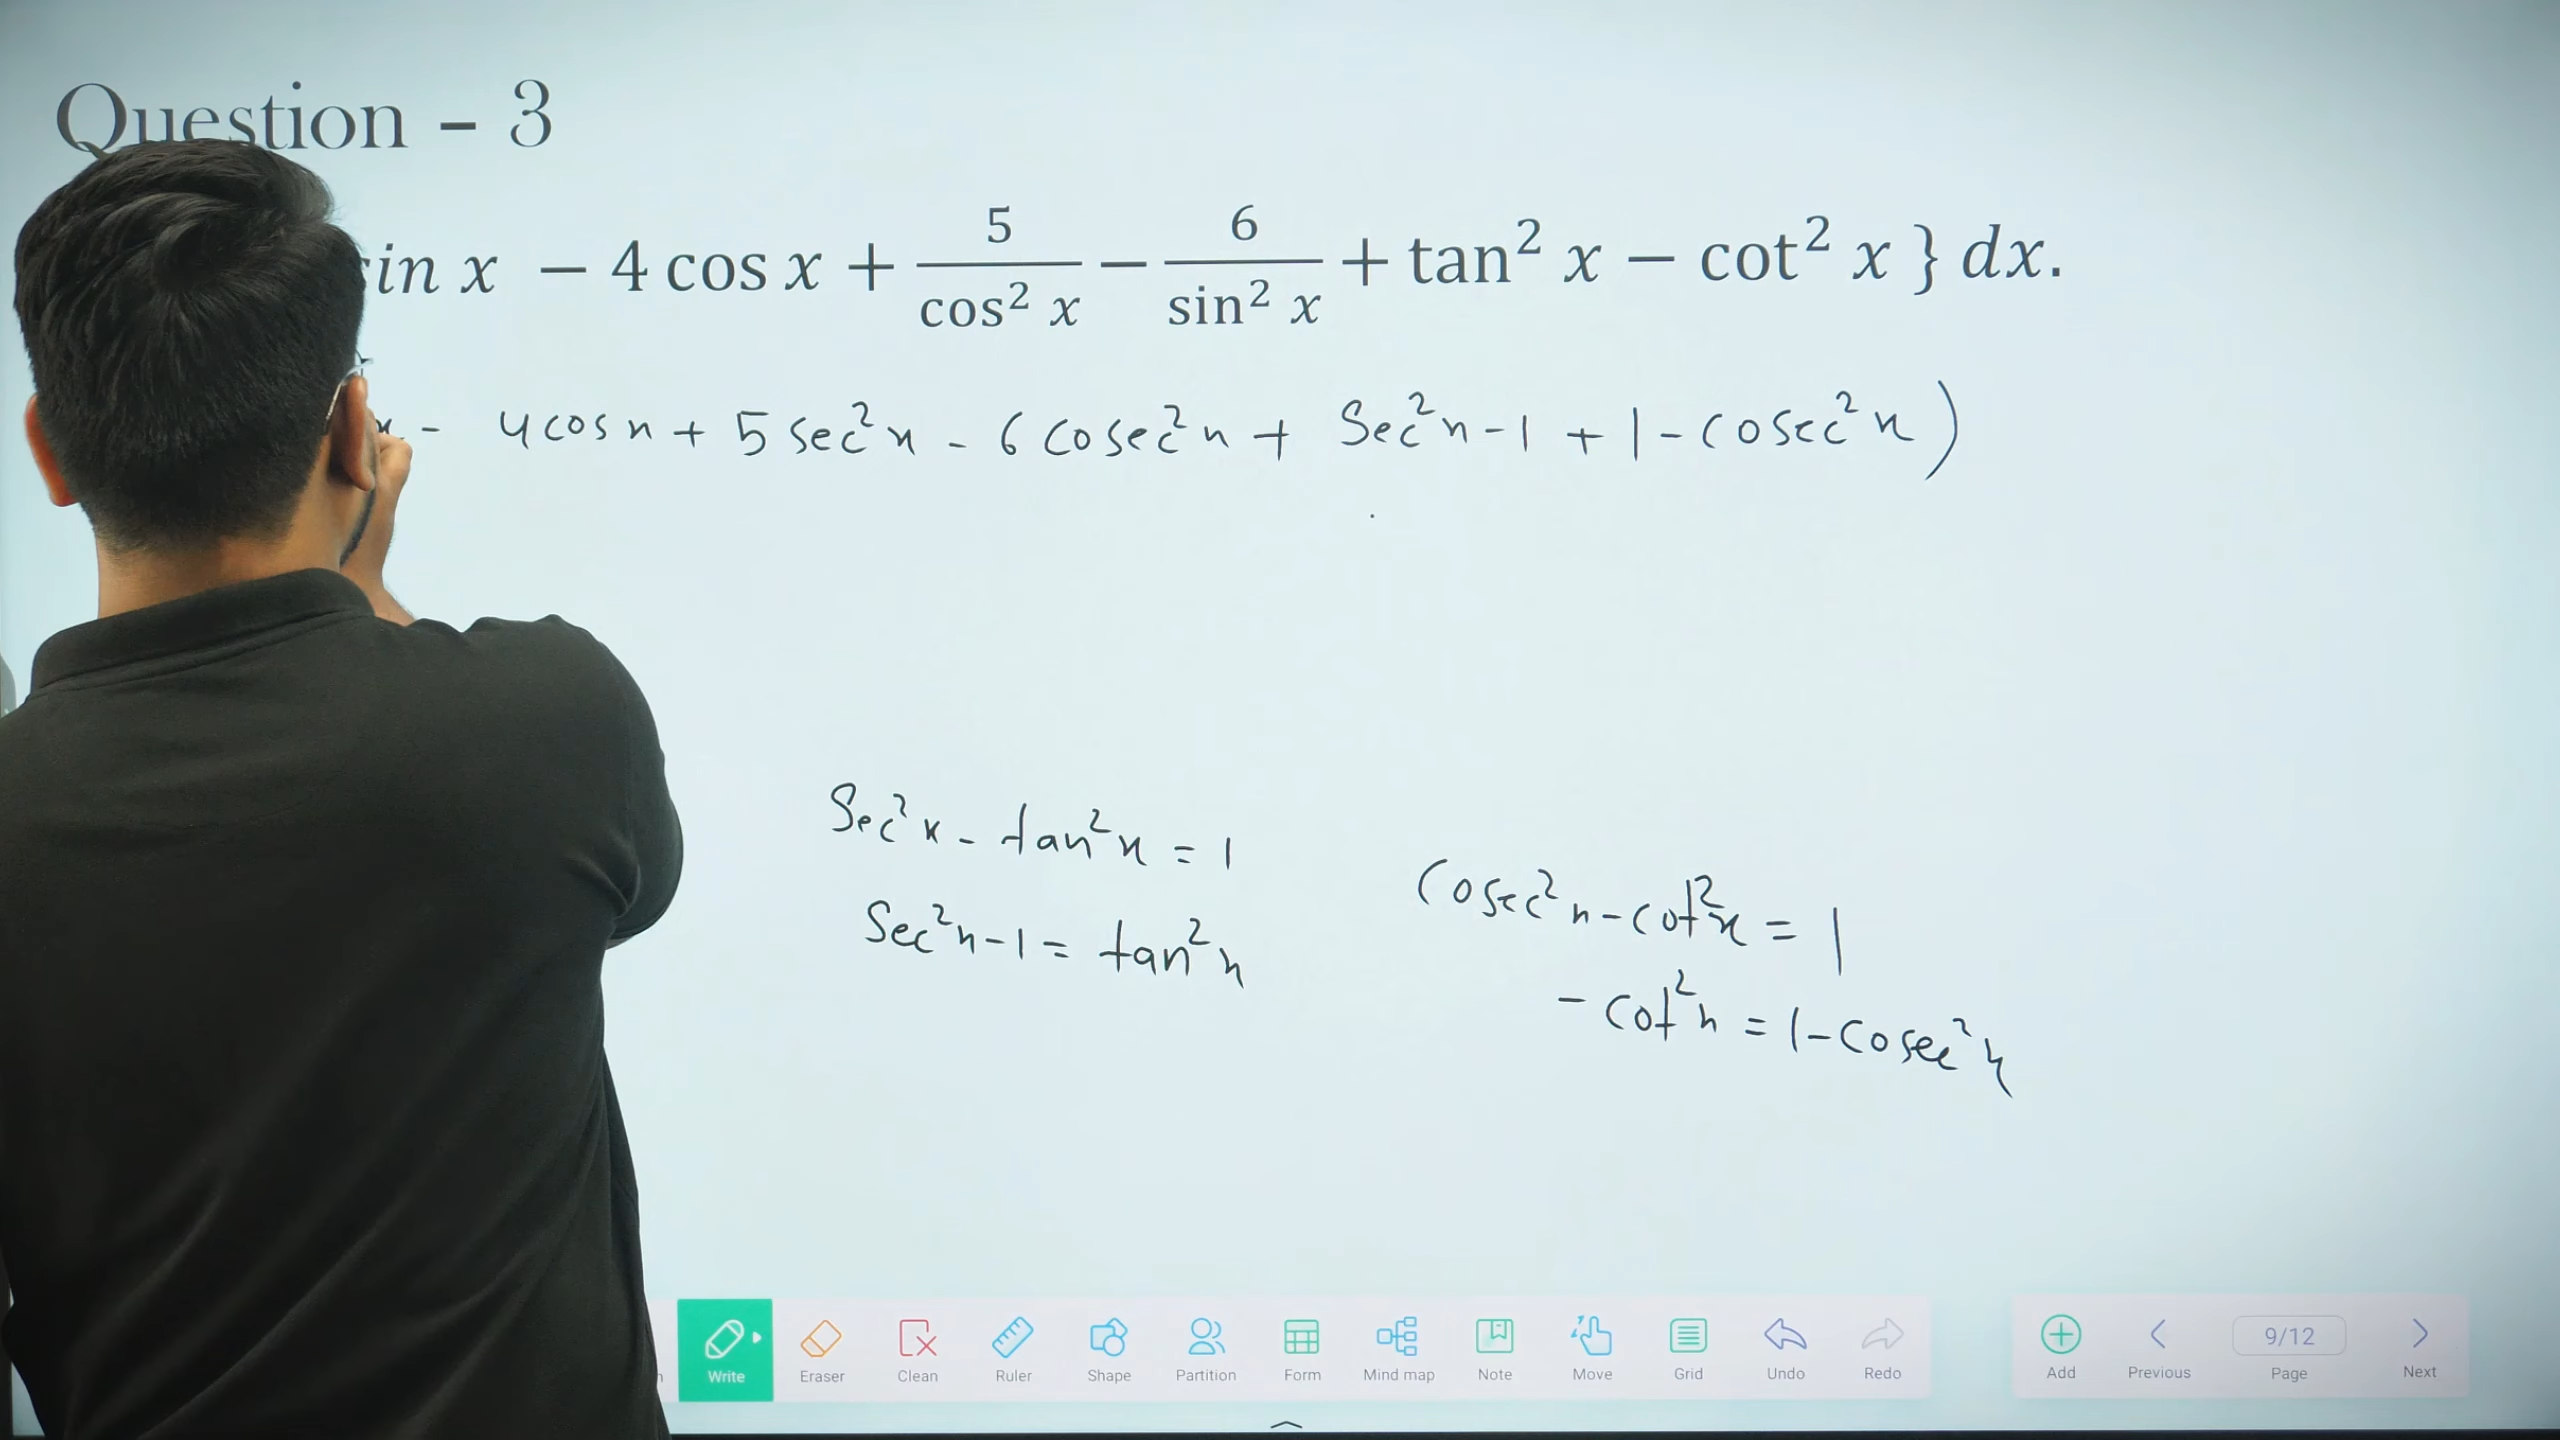 Question – 3
in x − 4 cos x + 5/cos² x − 6/sin² x + tan² x − cot² x } dx.
x - 4cosx + 5 sec²x - 6 cosec²x + Sec²x-1 + 1-cosec²x)
Sec²x - tan²x = 1
Sec²x-1 = tan²x
Cosec²x-cot²x = 1
- cot²x = 1-cosec²x
Write Eraser Clean Ruler Shape Partition Form Mind map Note Move Grid Undo Redo Add Previous 9/12 Page Next